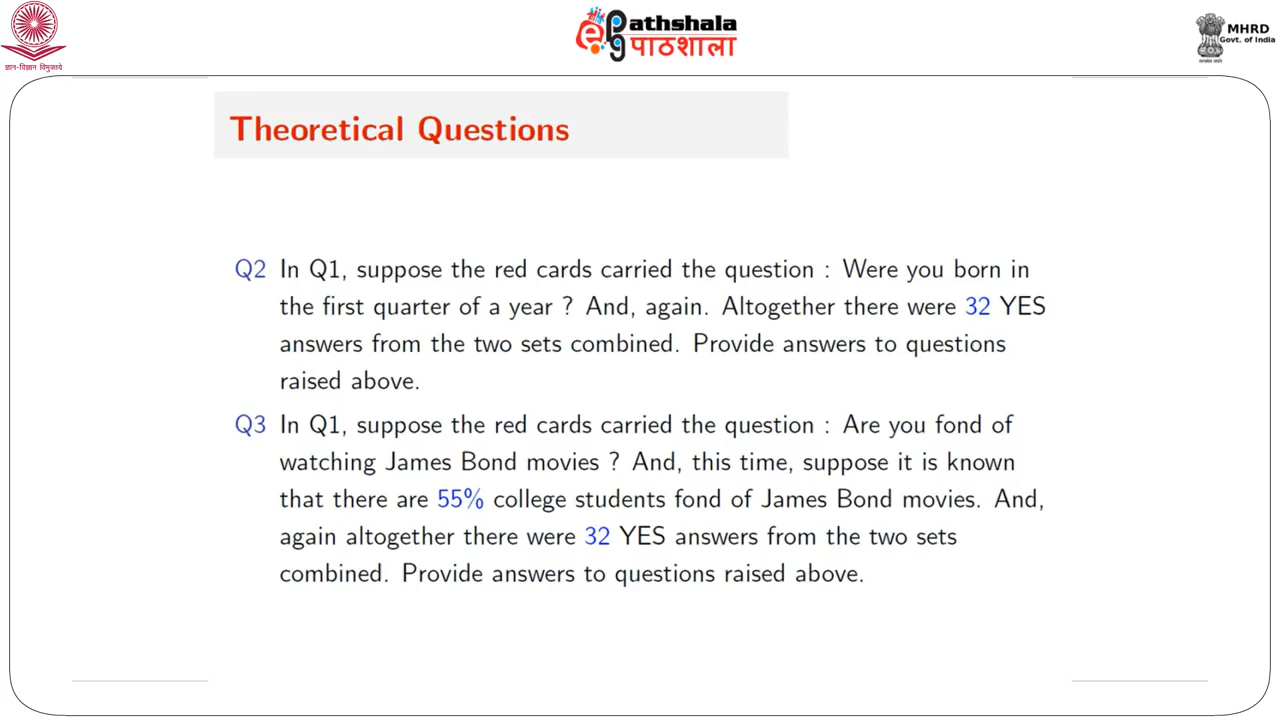 ज्ञान-विज्ञान विमुक्तये
e Pathshala
pg पाठशाला
MHRD
Govt. of India
सत्यमेव जयते
Theoretical Questions
Q2 In Q1, suppose the red cards carried the question : Were you born in
the first quarter of a year ? And, again. Altogether there were 32 YES
answers from the two sets combined. Provide answers to questions
raised above.
Q3 In Q1, suppose the red cards carried the question : Are you fond of
watching James Bond movies ? And, this time, suppose it is known
that there are 55% college students fond of James Bond movies. And,
again altogether there were 32 YES answers from the two sets
combined. Provide answers to questions raised above.